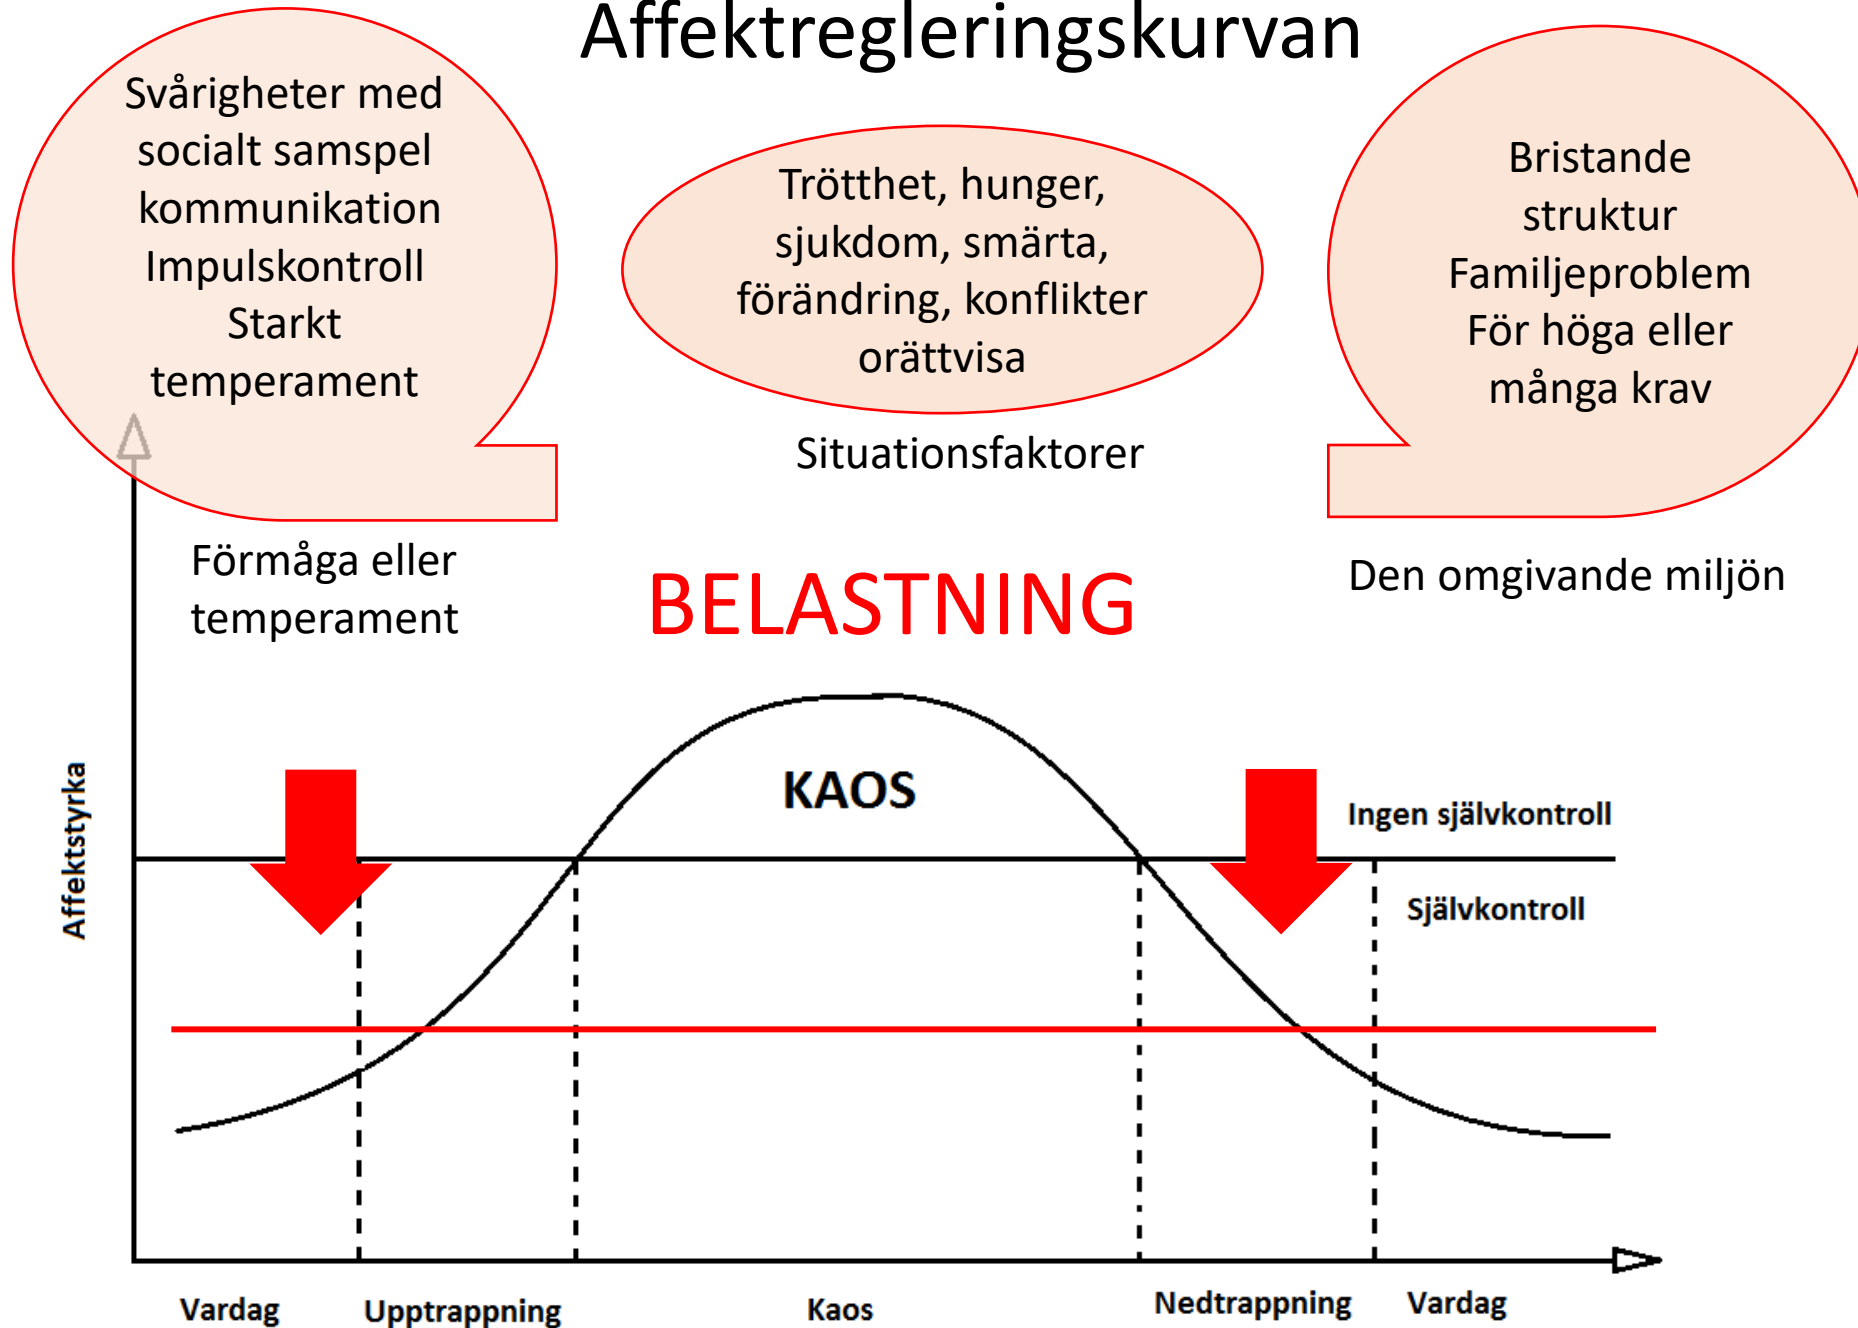 Affektregleringskurvan
Svårigheter med
socialt samspel
kommunikation
Impulskontroll
Starkt
temperament
Trötthet, hunger,
sjukdom, smärta,
förändring, konflikter
orättvisa
Bristande
struktur
Familjeproblem
För höga eller
många krav
Situationsfaktorer
Förmåga eller
temperament
BELASTNING
Den omgivande miljön
Affektstyrka
KAOS
Ingen självkontroll
Självkontroll
Vardag
Upptrappning
Kaos
Nedtrappning
Vardag